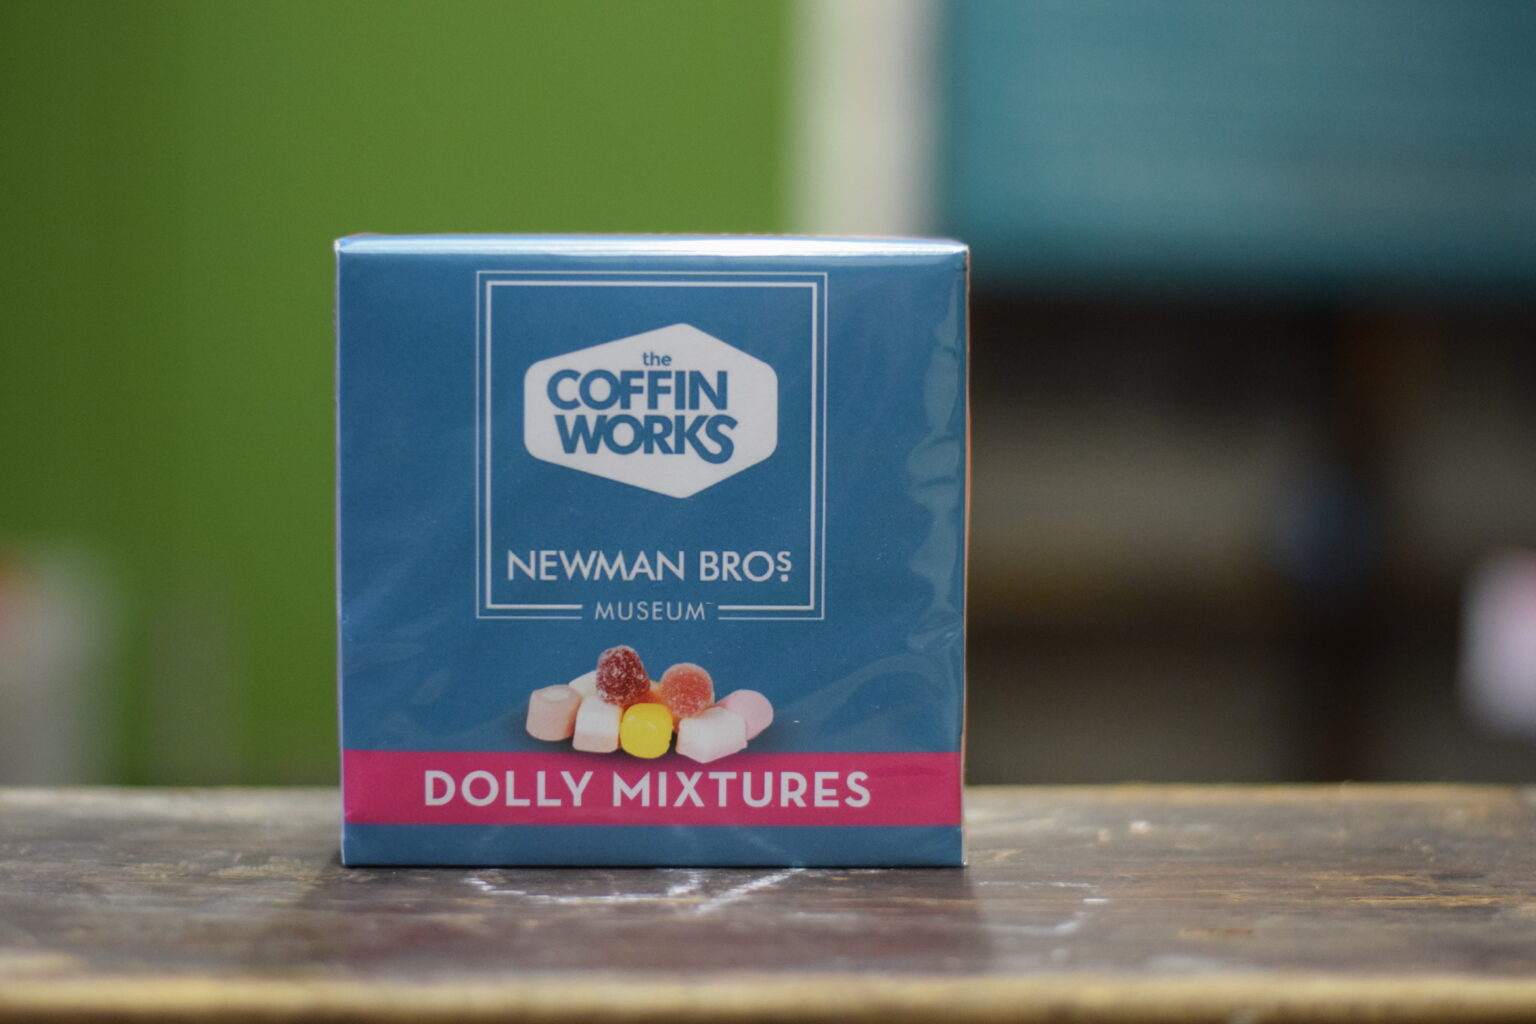 the
COFFIN
WORKS
NEWMAN BROS.
MUSEUM
DOLLY MIXTURES